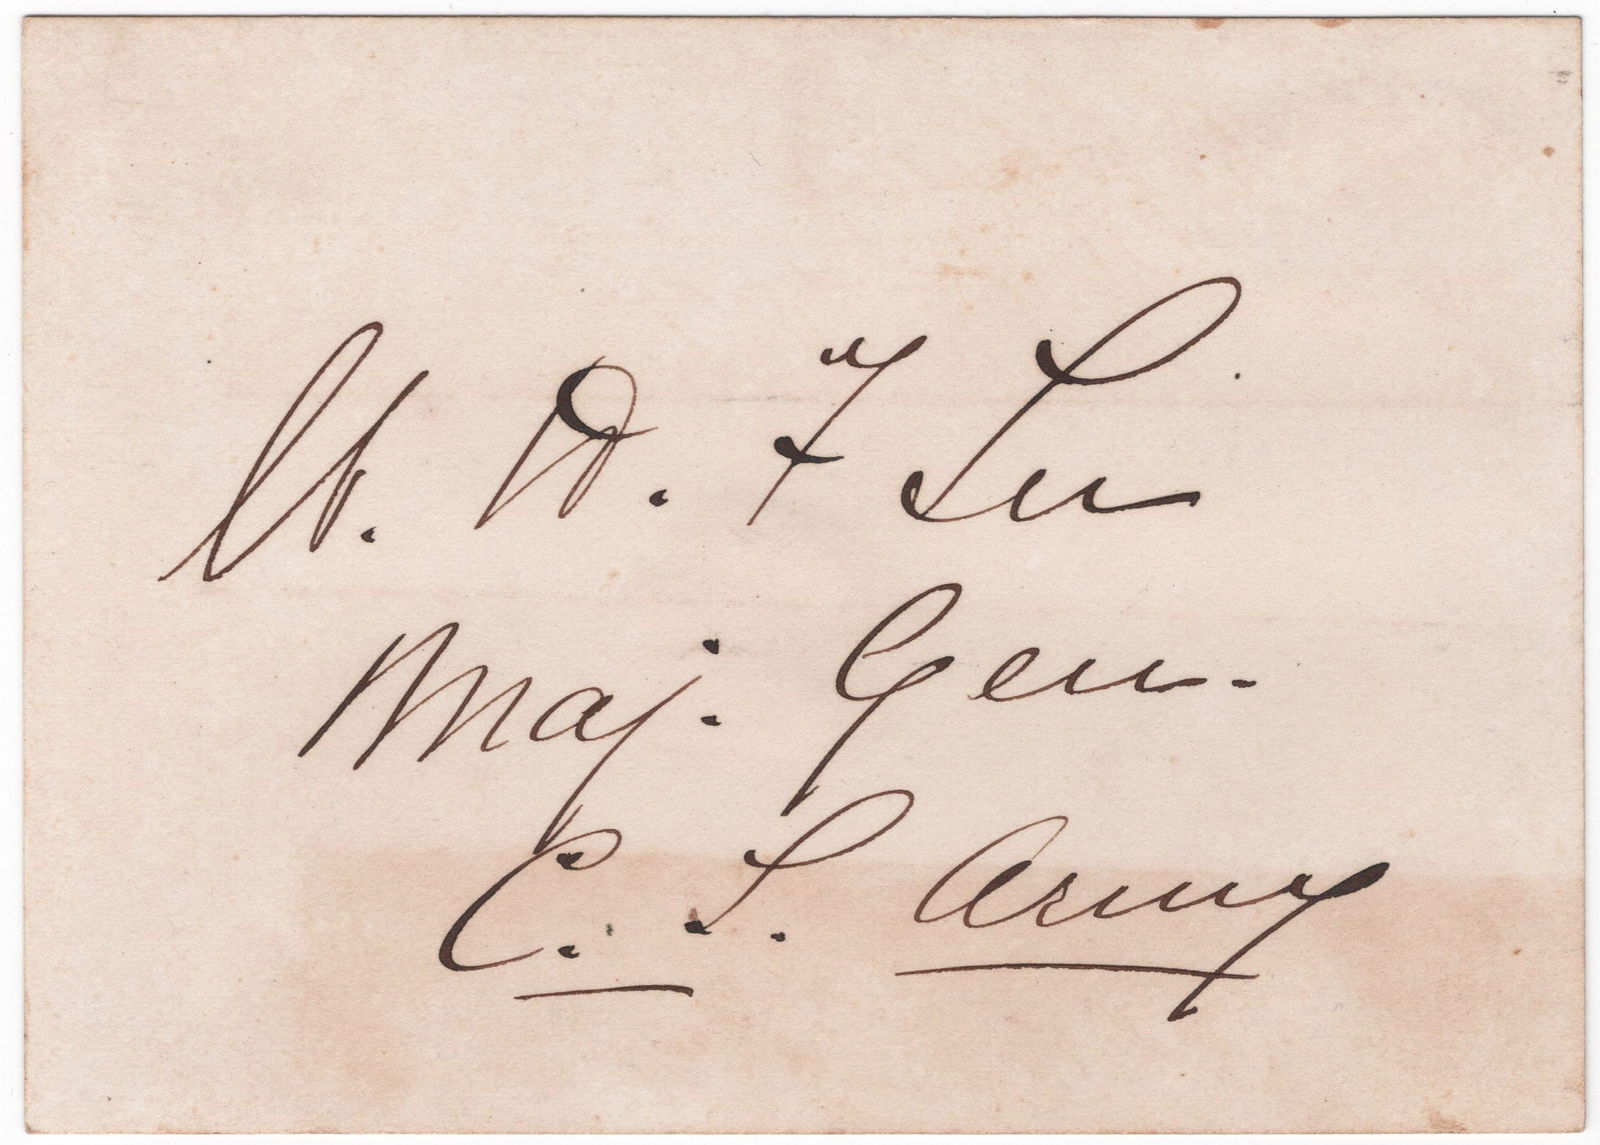 W. H. F Lee
Maj. Gen.
C. S. Army